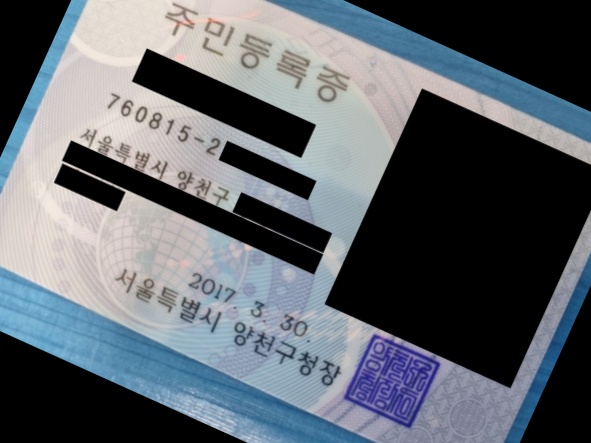 주민등록증
760815-2
서울특별시 양천구
2017. 3. 30.
서울특별시 양천구청장